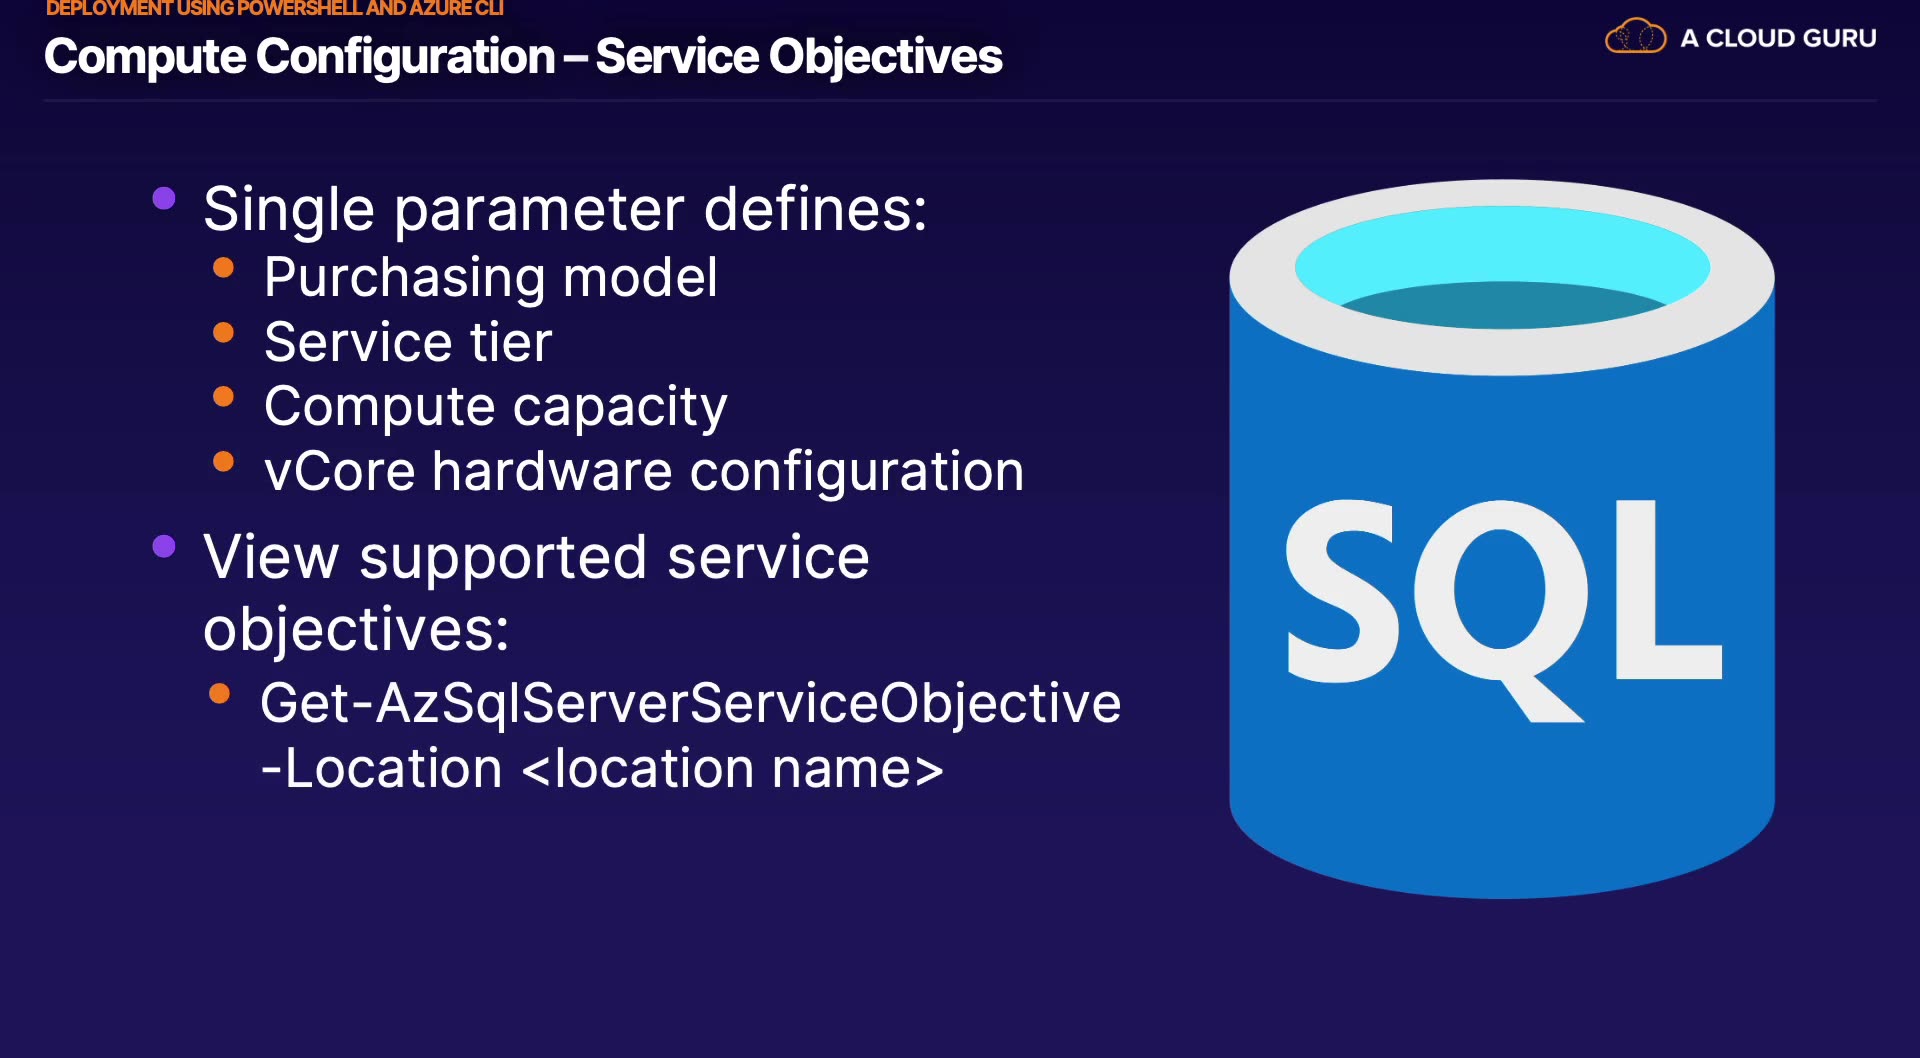 DEPLOYMENT USING POWERSHELL AND AZURE CLI
Compute Configuration – Service Objectives
A CLOUD GURU
Single parameter defines:
Purchasing model
Service tier
Compute capacity
vCore hardware configuration
View supported service
objectives:
Get-AzSqlServerServiceObjective
-Location <location name>
SQL